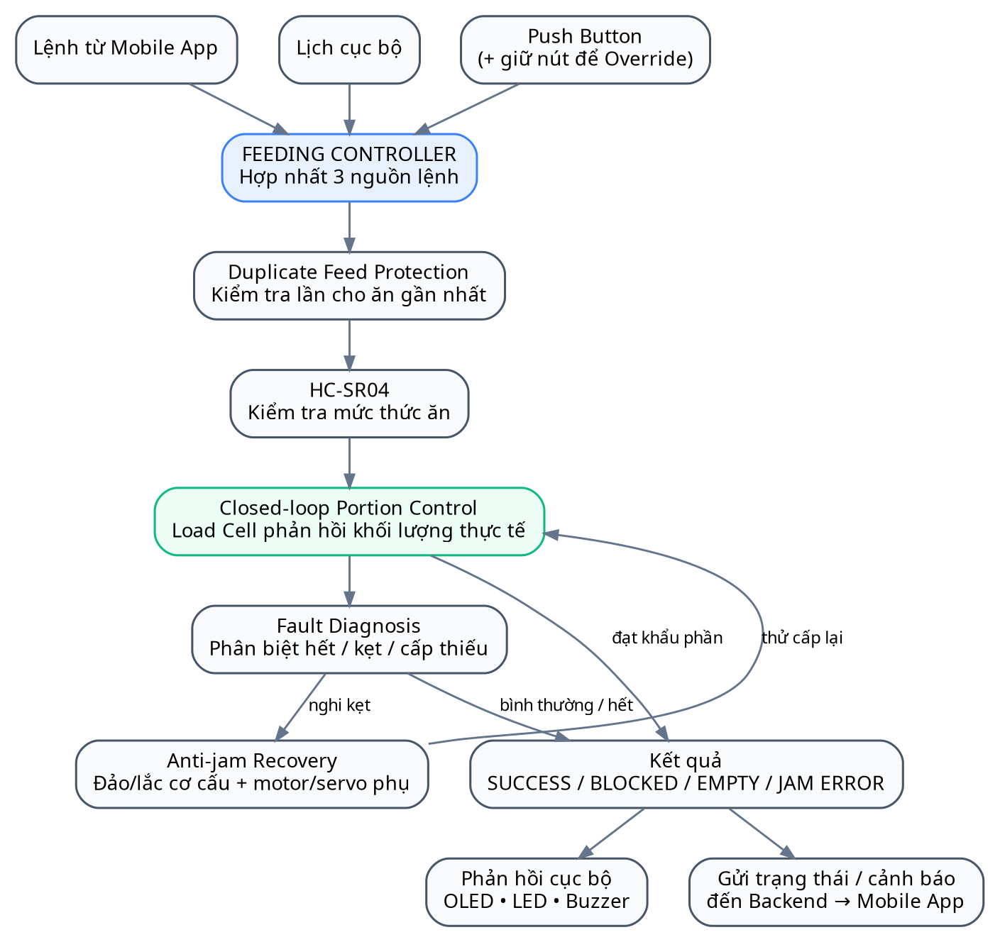 Lệnh từ Mobile App
Lịch cục bộ
Push Button
(+ giữ nút để Override)
FEEDING CONTROLLER
Hợp nhất 3 nguồn lệnh
Duplicate Feed Protection
Kiểm tra lần cho ăn gần nhất
HC-SR04
Kiểm tra mức thức ăn
Closed-loop Portion Control
Load Cell phản hồi khối lượng thực tế
Fault Diagnosis
Phân biệt hết / kẹt / cấp thiếu
đạt khẩu phần
thử cấp lại
nghi kẹt
bình thường / hết
Anti-jam Recovery
Đảo/lắc cơ cấu + motor/servo phụ
Kết quả
SUCCESS / BLOCKED / EMPTY / JAM ERROR
Phản hồi cục bộ
OLED • LED • Buzzer
Gửi trạng thái / cảnh báo
đến Backend → Mobile App